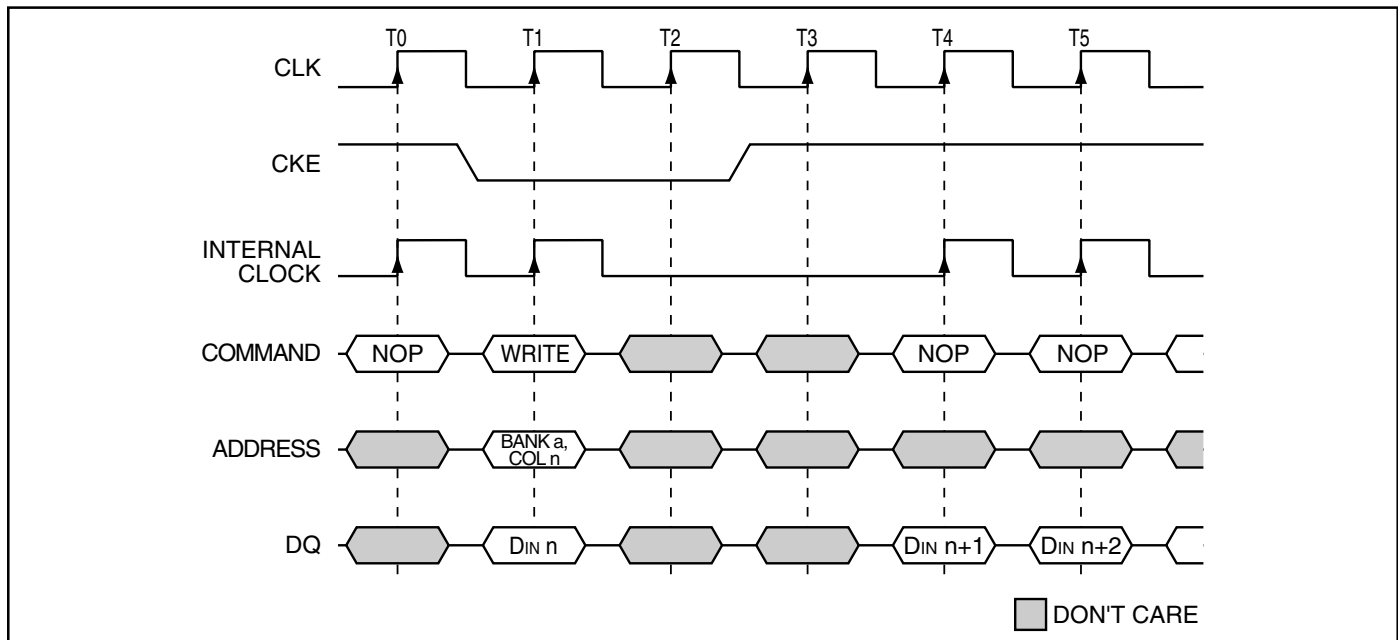 T0 T1 T2 T3 T4 T5
CLK
CKE
INTERNAL
CLOCK
COMMAND NOP WRITE NOP NOP
ADDRESS BANK a,
COL n
DQ DIN n DIN n+1 DIN n+2
DON'T CARE